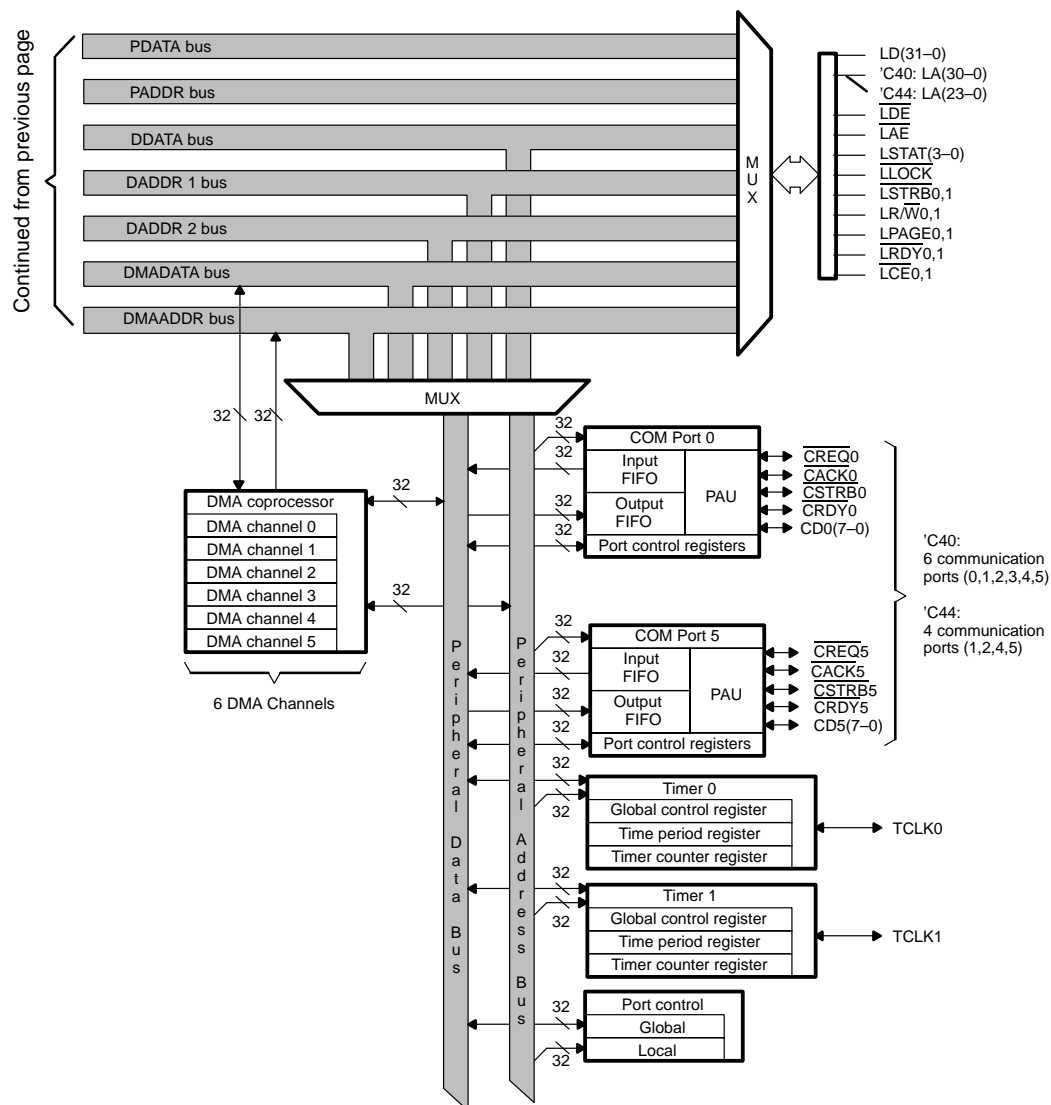 Continued from previous page
PDATA bus
PADDR bus
DDATA bus
DADDR 1 bus
DADDR 2 bus
DMADATA bus
DMAADDR bus
MUX
LD(31–0)
'C40: LA(30–0)
'C44: LA(23–0)
LDE
LAE
LSTAT(3–0)
LLOCK
LSTRB0,1
LR/W0,1
LPAGE0,1
LRDY0,1
LCE0,1
MUX
32
32
DMA coprocessor
DMA channel 0
DMA channel 1
DMA channel 2
DMA channel 3
DMA channel 4
DMA channel 5
6 DMA Channels
32
32
Peripheral Data Bus
Peripheral Address Bus
32
32
32
32
COM Port 0
Input FIFO
Output FIFO
PAU
Port control registers
CREQ0
CACK0
CSTRB0
CRDY0
CD0(7–0)
'C40:
6 communication
ports (0,1,2,3,4,5)
'C44:
4 communication
ports (1,2,4,5)
32
32
32
32
COM Port 5
Input FIFO
Output FIFO
PAU
Port control registers
CREQ5
CACK5
CSTRB5
CRDY5
CD5(7–0)
32
32
Timer 0
Global control register
Time period register
Timer counter register
TCLK0
32
32
Timer 1
Global control register
Time period register
Timer counter register
TCLK1
32
32
Port control
Global
Local